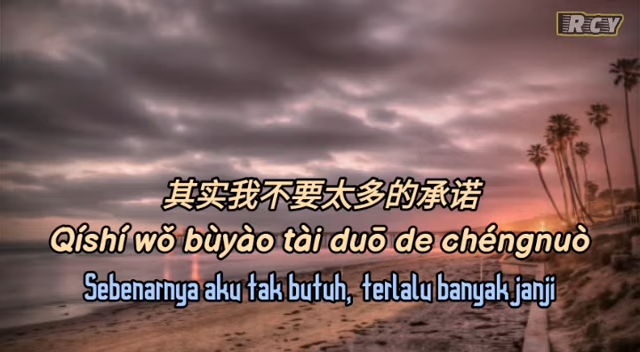 RCY
其实我不要太多的承诺
Qíshí wǒ bùyào tài duō de chéngnuò
Sebenarnya aku tak butuh, terlalu banyak janji